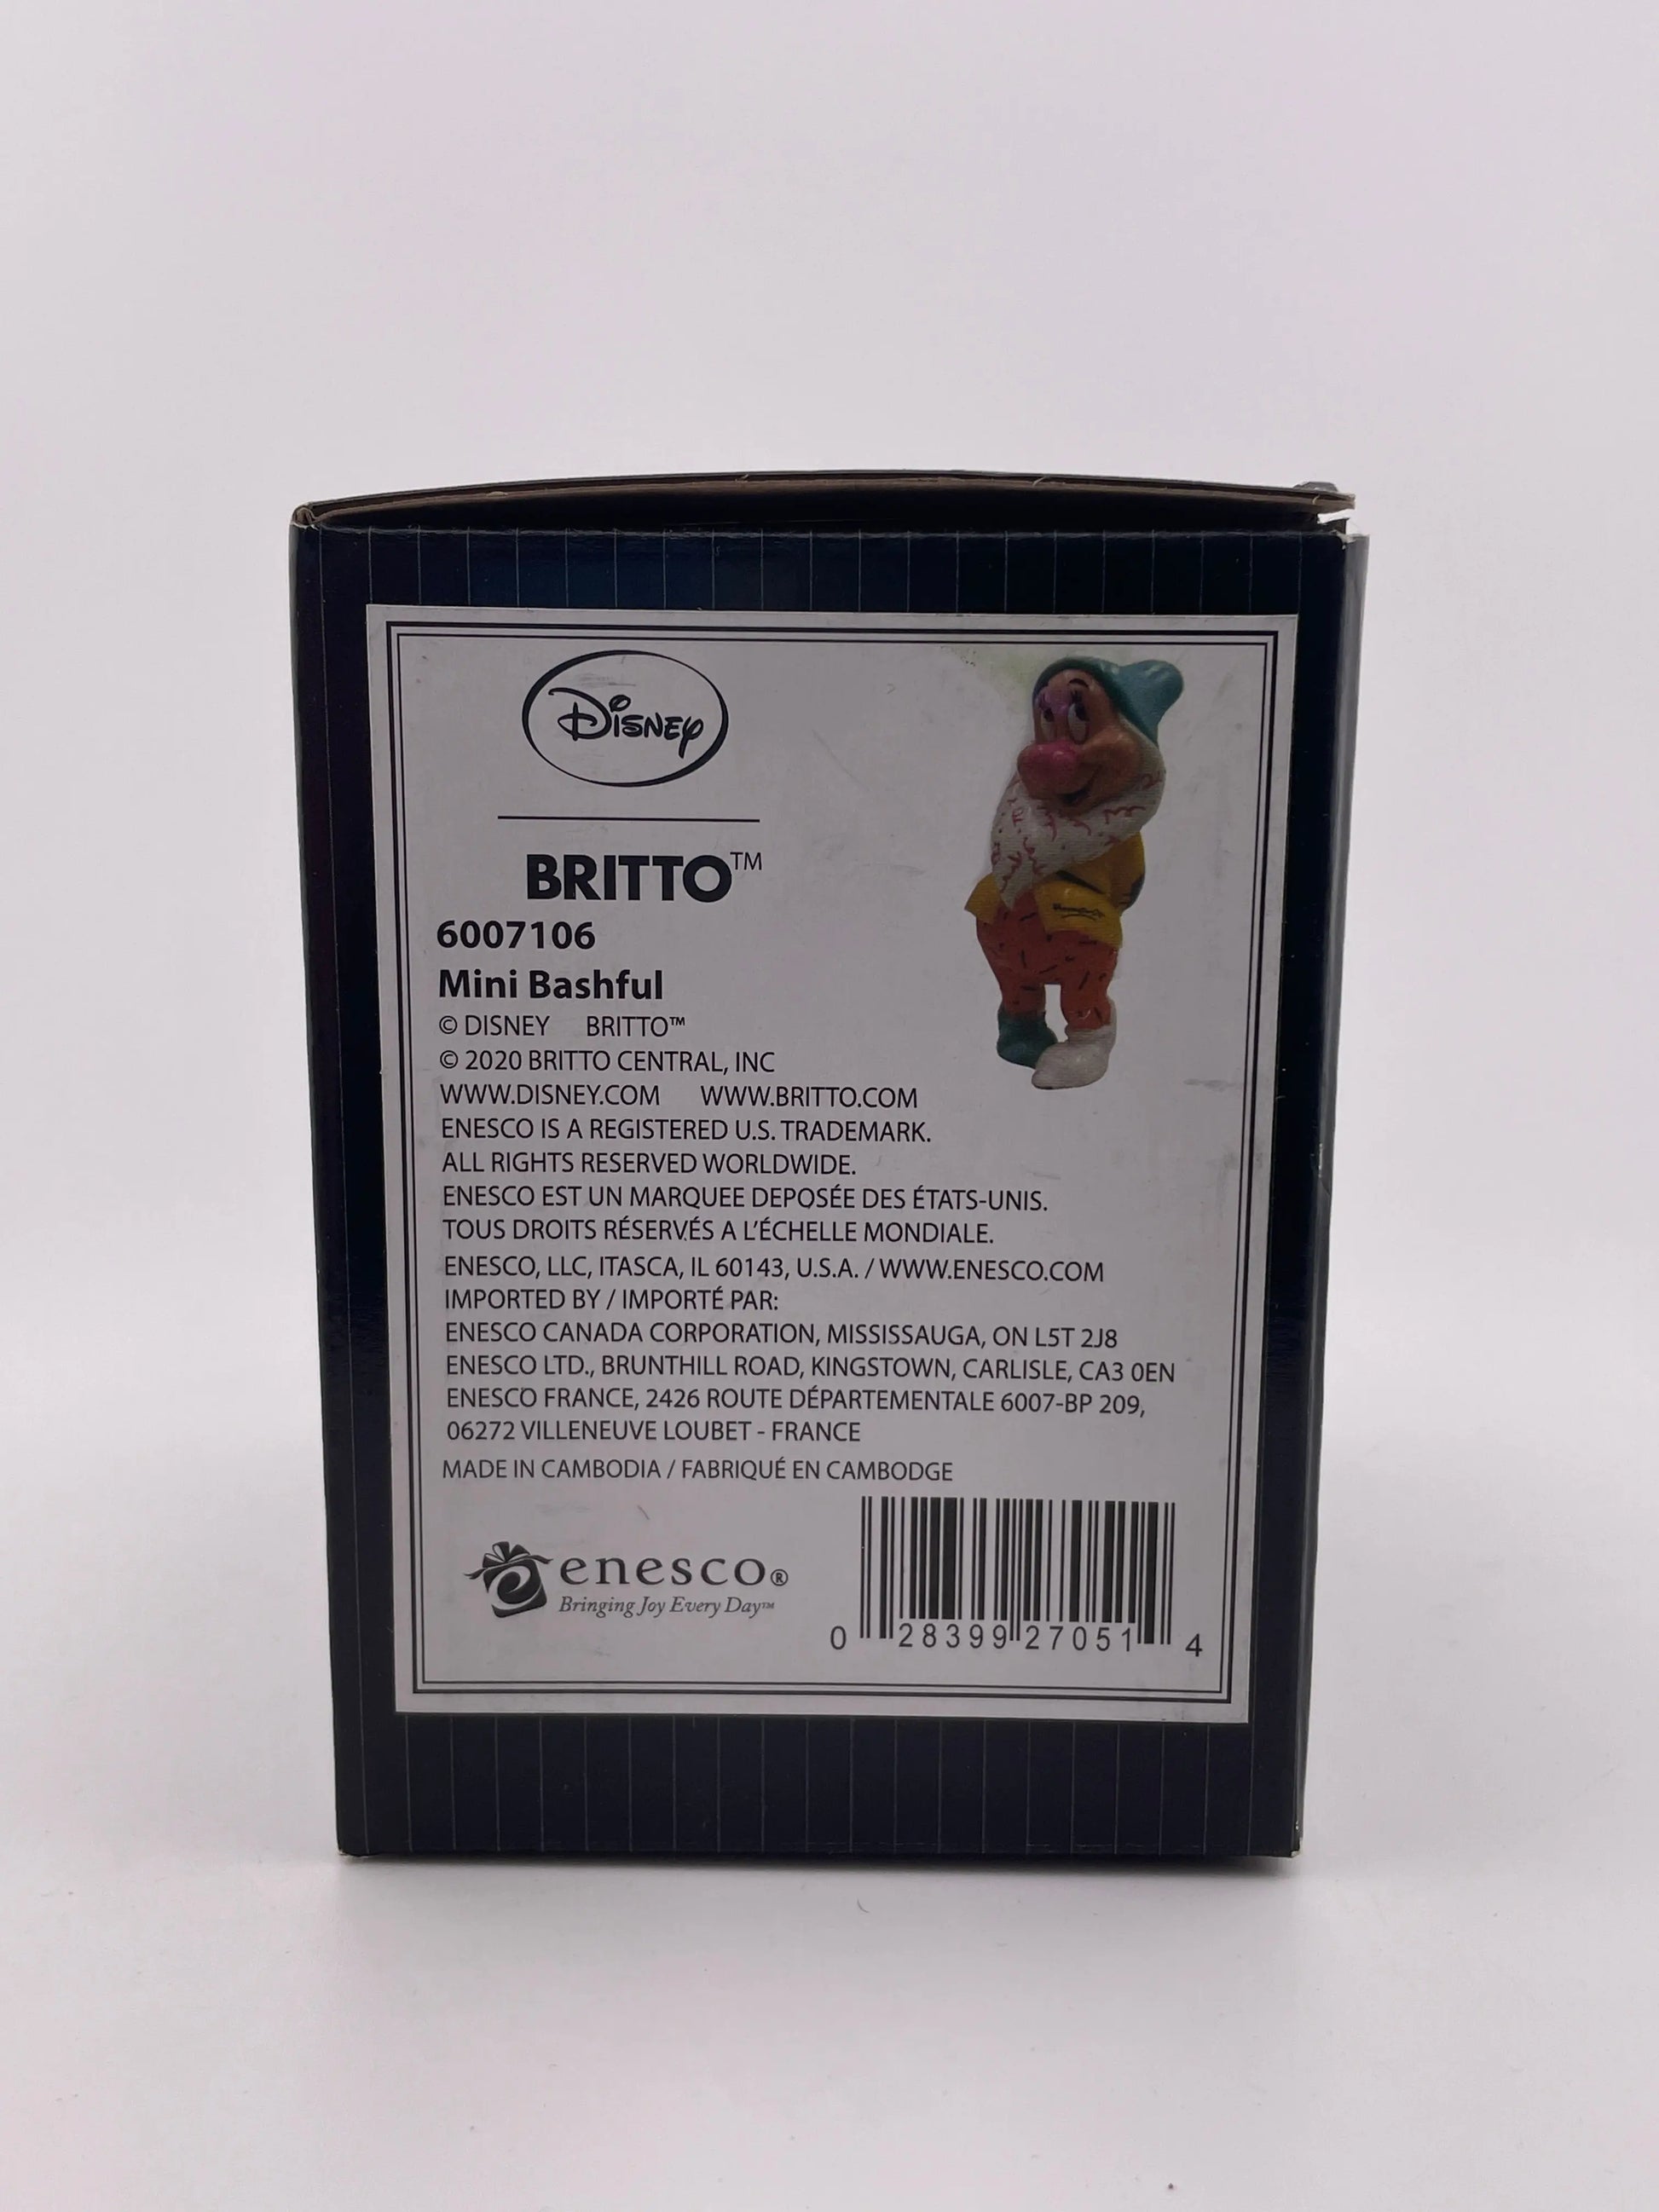 Disney
BRITTO™
6007106
Mini Bashful
© DISNEY BRITTO™
© 2020 BRITTO CENTRAL, INC
WWW.DISNEY.COM WWW.BRITTO.COM
ENESCO IS A REGISTERED U.S. TRADEMARK.
ALL RIGHTS RESERVED WORLDWIDE.
ENESCO EST UN MARQUEE DEPOSÉE DES ÉTATS-UNIS.
TOUS DROITS RÉSERVÉS A L'ÉCHELLE MONDIALE.
ENESCO, LLC, ITASCA, IL 60143, U.S.A. / WWW.ENESCO.COM
IMPORTED BY / IMPORTÉ PAR:
ENESCO CANADA CORPORATION, MISSISSAUGA, ON L5T 2J8
ENESCO LTD., BRUNTHILL ROAD, KINGSTOWN, CARLISLE, CA3 0EN
ENESCO FRANCE, 2426 ROUTE DÉPARTEMENTALE 6007-BP 209,
06272 VILLENEUVE LOUBET - FRANCE
MADE IN CAMBODIA / FABRIQUÉ EN CAMBODGE
enesco®
Bringing Joy Every Day™
0 28399 27051 4